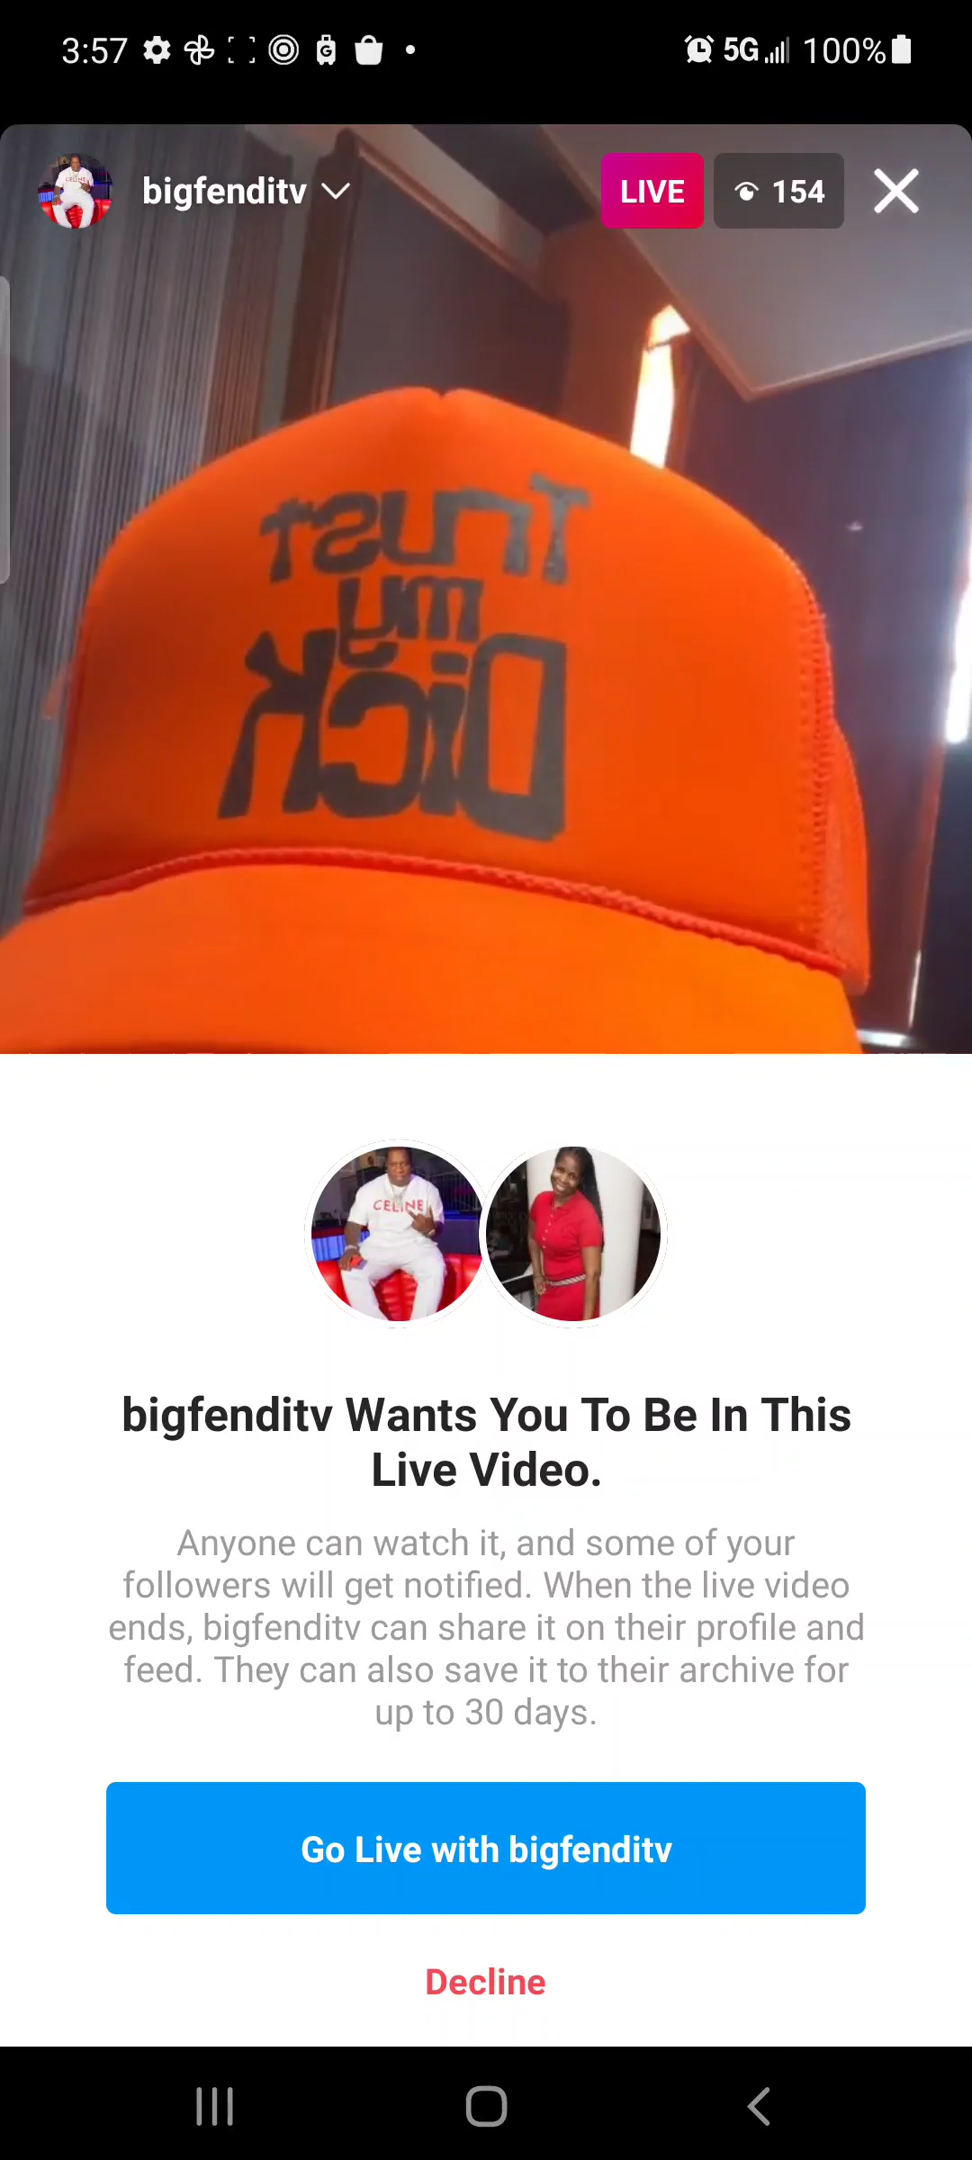 3:57
5G 100%
bigfenditv
LIVE
154
Trust
my
Dick
CELINE
bigfenditv Wants You To Be In This
Live Video.
Anyone can watch it, and some of your
followers will get notified. When the live video
ends, bigfenditv can share it on their profile and
feed. They can also save it to their archive for
up to 30 days.
Go Live with bigfenditv
Decline